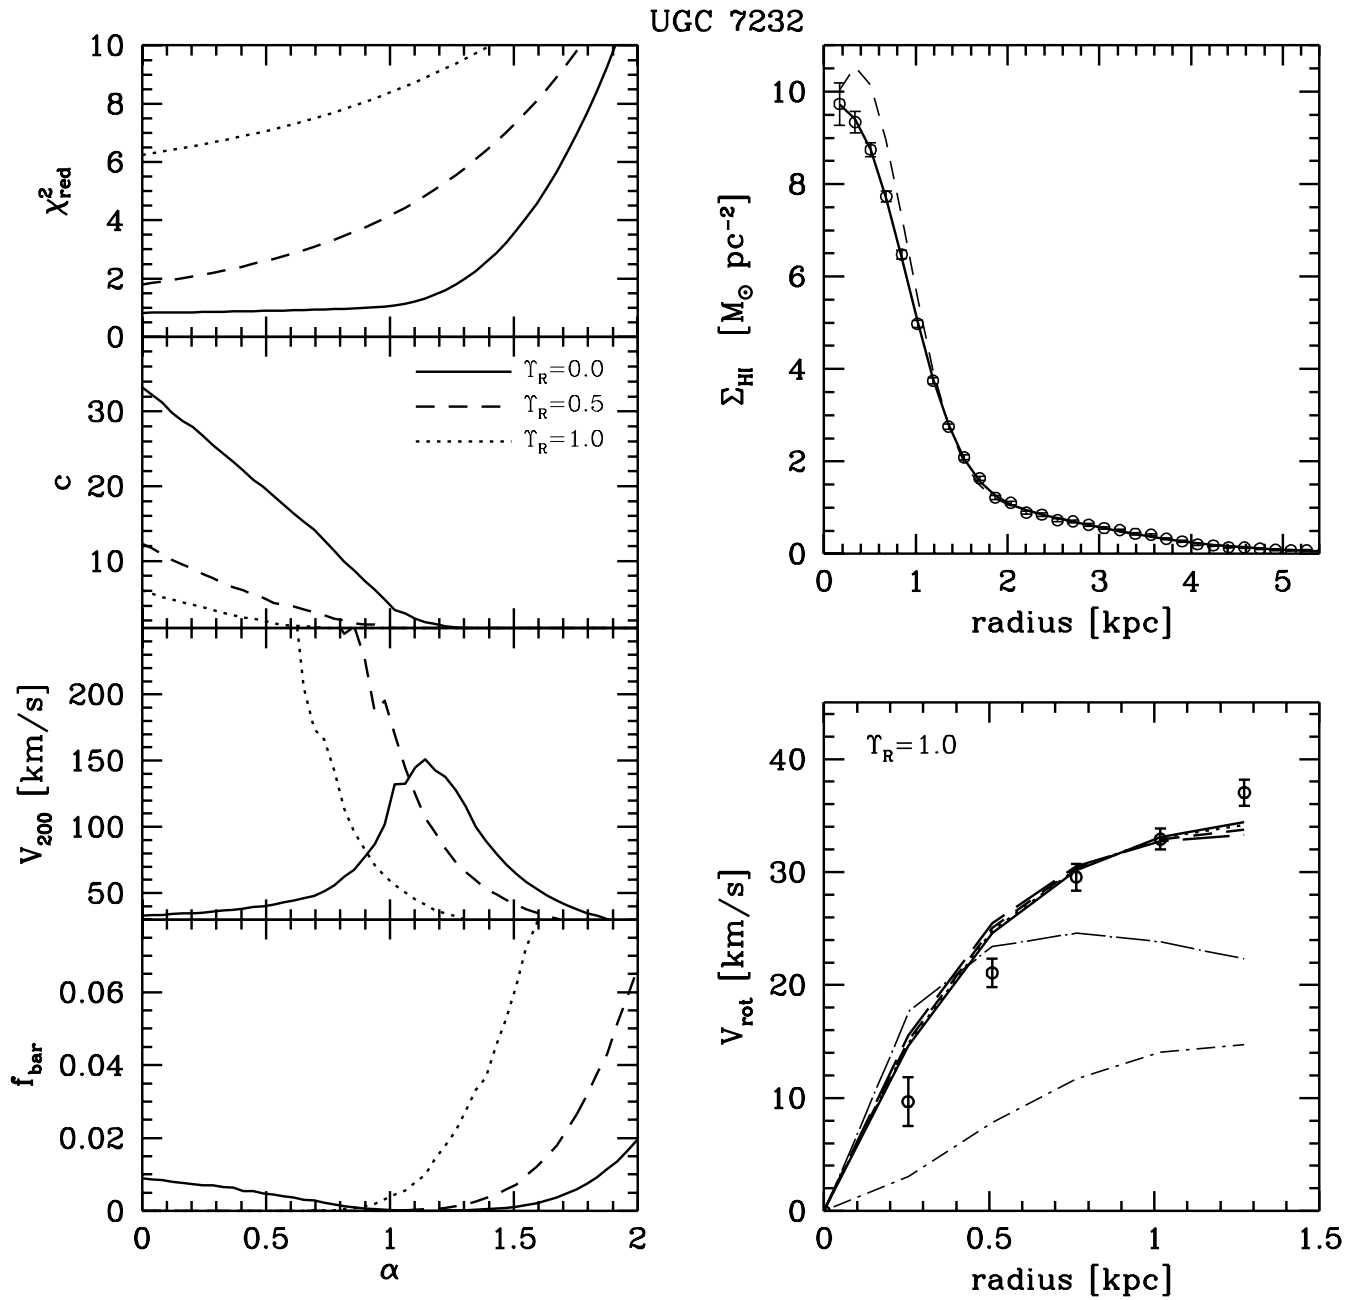 UGC 7232
10
8
6
4
2
0
χ²red
30
20
10
c
ϒR=0.0
ϒR=0.5
ϒR=1.0
200
150
100
50
V200 [km/s]
0.06
0.04
0.02
0
fbar
0 0.5 1 1.5 2
α
10
8
6
4
2
0
ΣHI [M⊙ pc−2]
0 1 2 3 4 5
radius [kpc]
ϒR=1.0
40
30
20
10
0
Vrot [km/s]
0 0.5 1 1.5
radius [kpc]